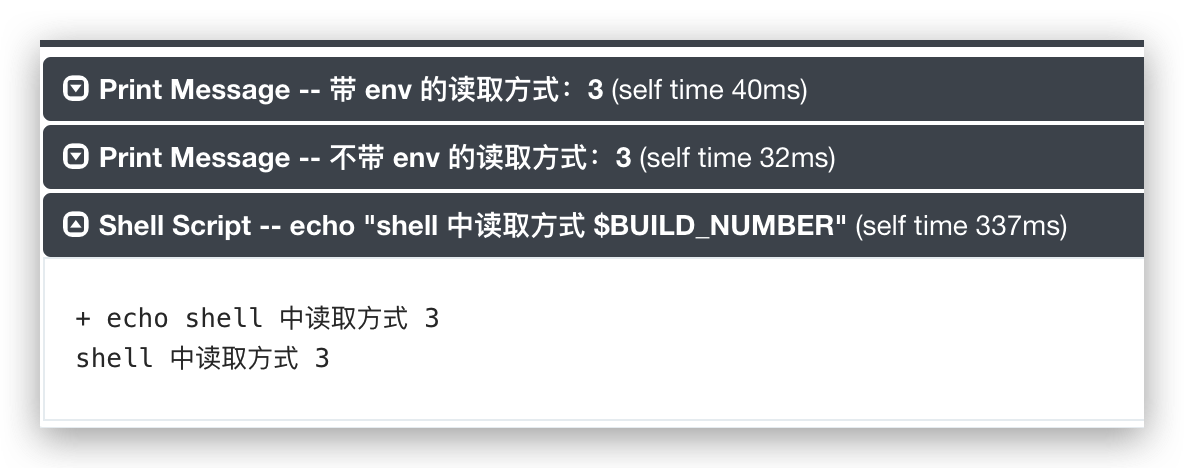 Print Message -- 带 env 的读取方式：3 (self time 40ms)
Print Message -- 不带 env 的读取方式：3 (self time 32ms)
Shell Script -- echo "shell 中读取方式 $BUILD_NUMBER" (self time 337ms)
+ echo shell 中读取方式 3
shell 中读取方式 3